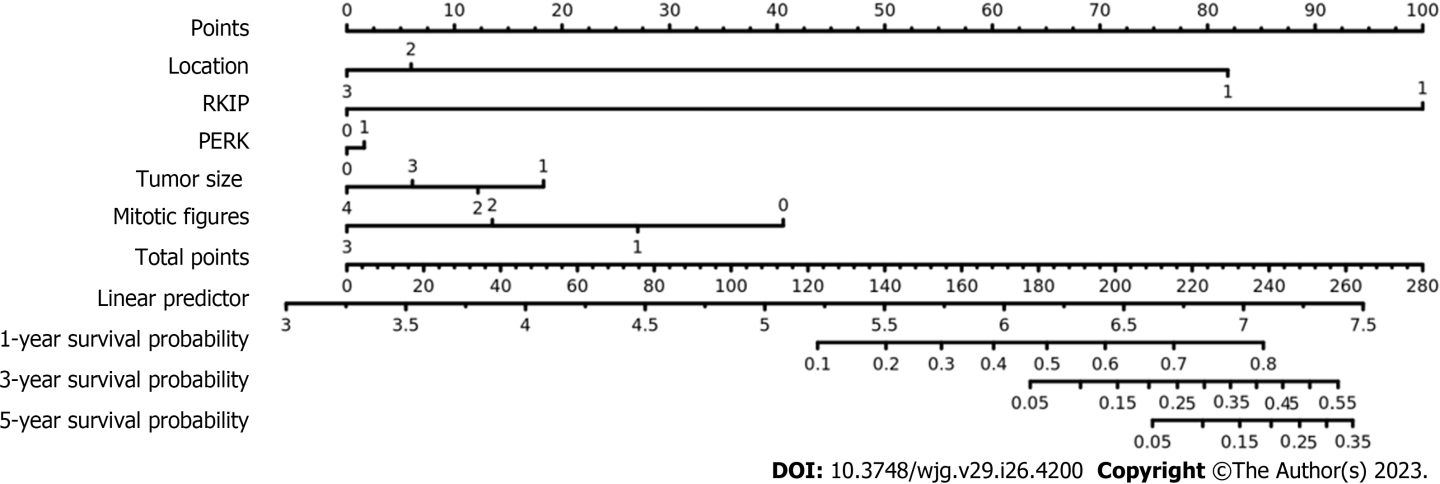 0 10 20 30 40 50 60 70 80 90 100
Points
2
Location
3 1 1
RKIP
0 1
PERK
0 3 1
Tumor size
4 2 2 0
Mitotic figures
3 1
Total points
0 20 40 60 80 100 120 140 160 180 200 220 240 260 280
Linear predictor
3 3.5 4 4.5 5 5.5 6 6.5 7 7.5
1-year survival probability
0.1 0.2 0.3 0.4 0.5 0.6 0.7 0.8
3-year survival probability
0.05 0.15 0.25 0.35 0.45 0.55
5-year survival probability
0.05 0.15 0.25 0.35
DOI: 10.3748/wjg.v29.i26.4200 Copyright ©The Author(s) 2023.